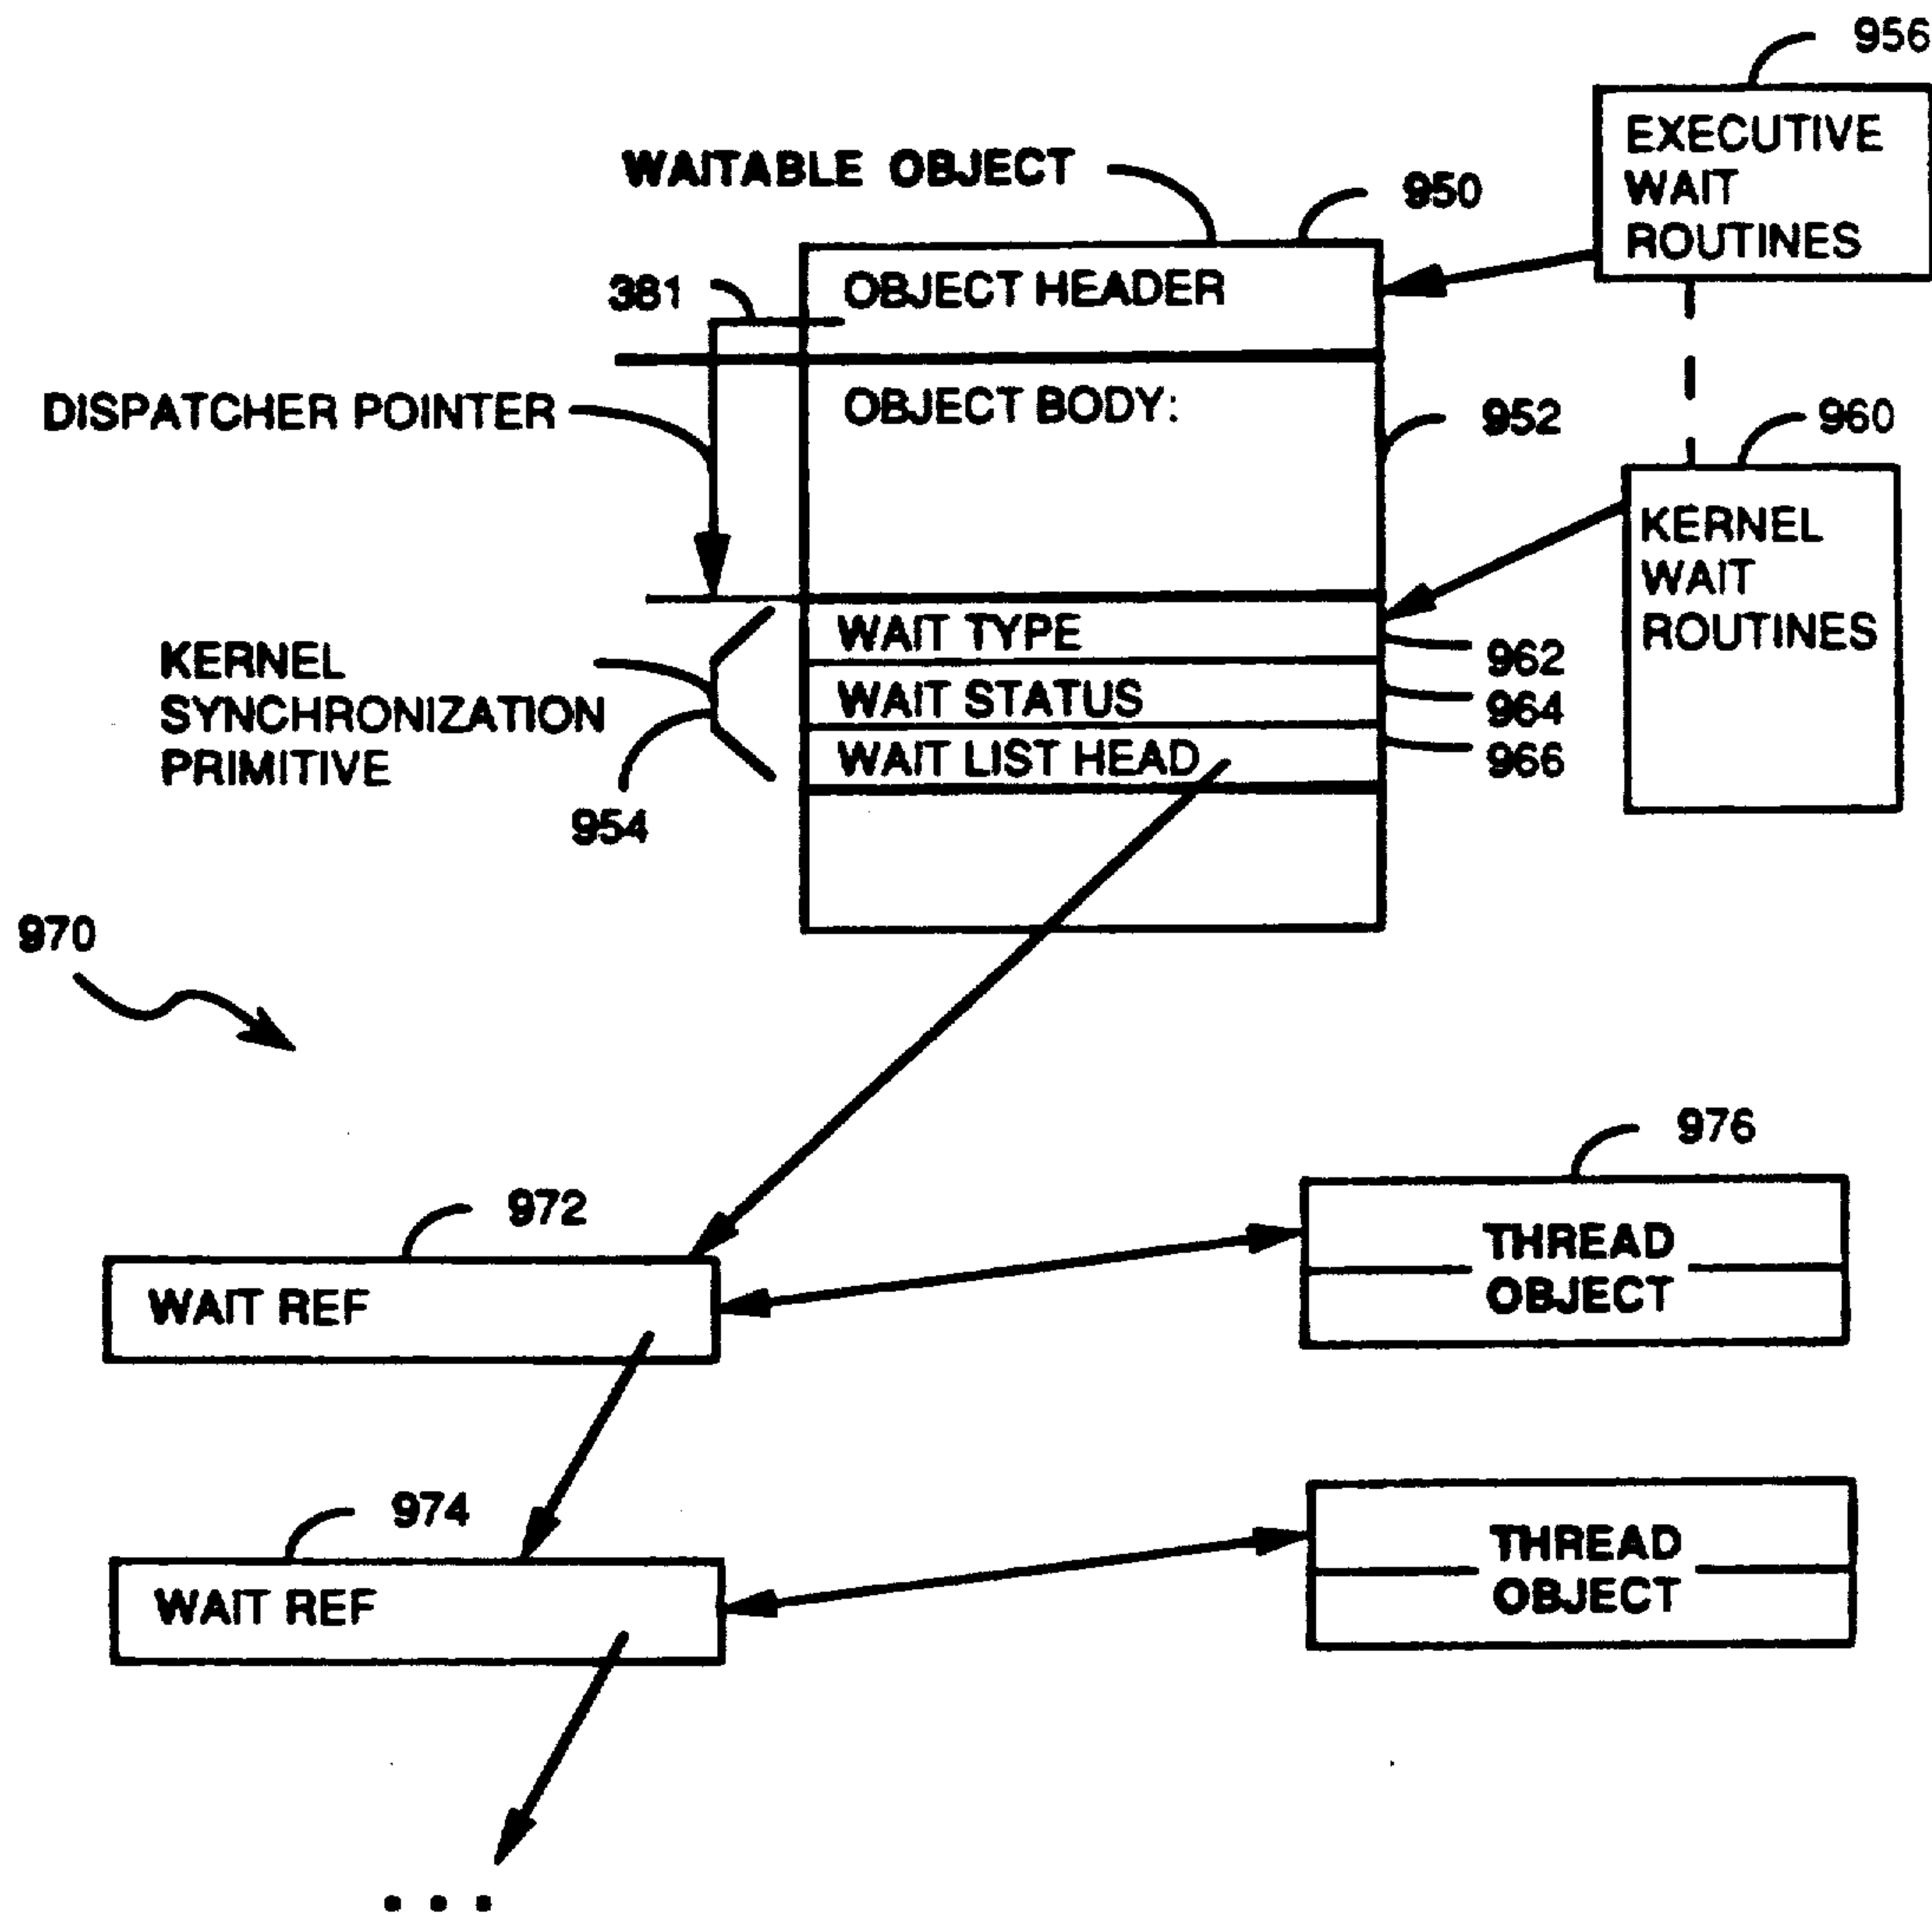 956
EXECUTIVE
WAIT
ROUTINES
WAITABLE OBJECT
950
381
OBJECT HEADER
DISPATCHER POINTER
OBJECT BODY:
952
960
KERNEL
WAIT
ROUTINES
KERNEL
SYNCHRONIZATION
PRIMITIVE
954
WAIT TYPE
962
WAIT STATUS
964
WAIT LIST HEAD
966
970
976
972
THREAD
OBJECT
WAIT REF
974
THREAD
OBJECT
WAIT REF
...